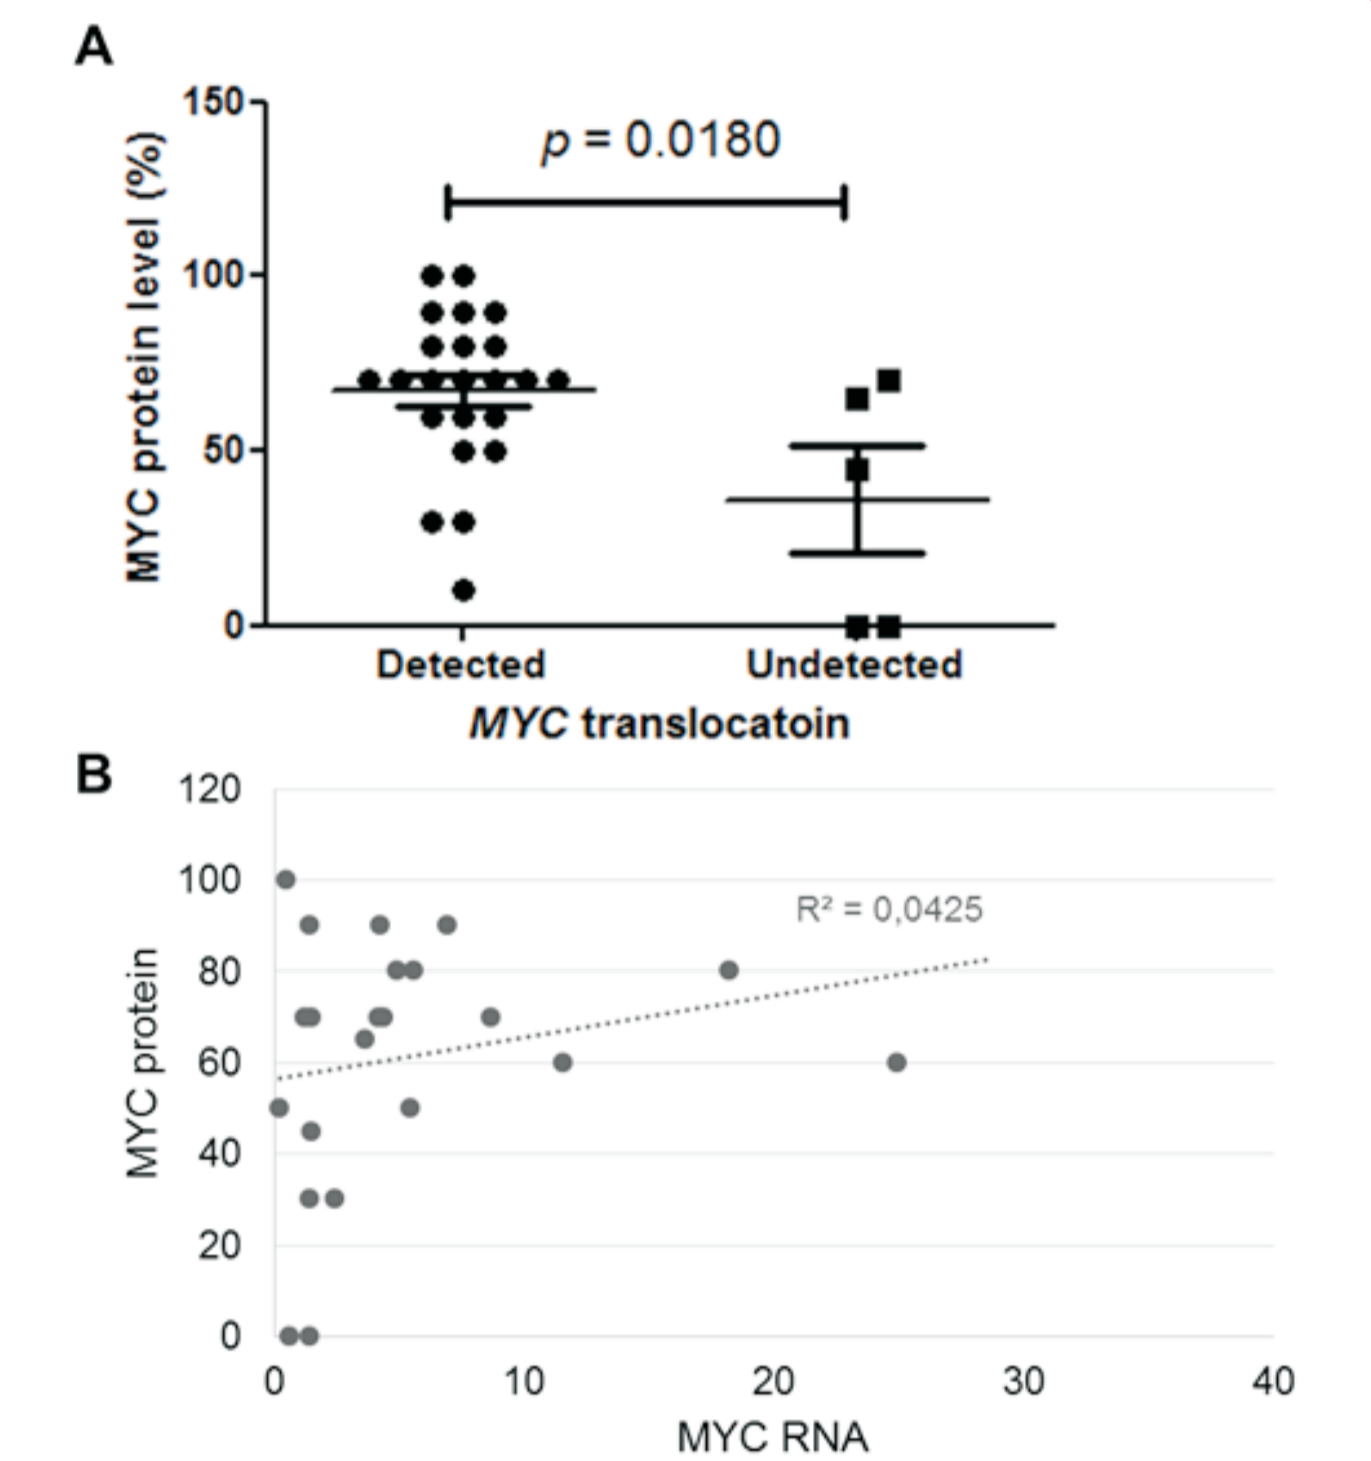 A
150
p = 0.0180
100
50
0
MYC protein level (%)
Detected Undetected
MYC translocatoin
B
120
100
80
60
40
20
0
MYC protein
R² = 0,0425
0 10 20 30 40
MYC RNA